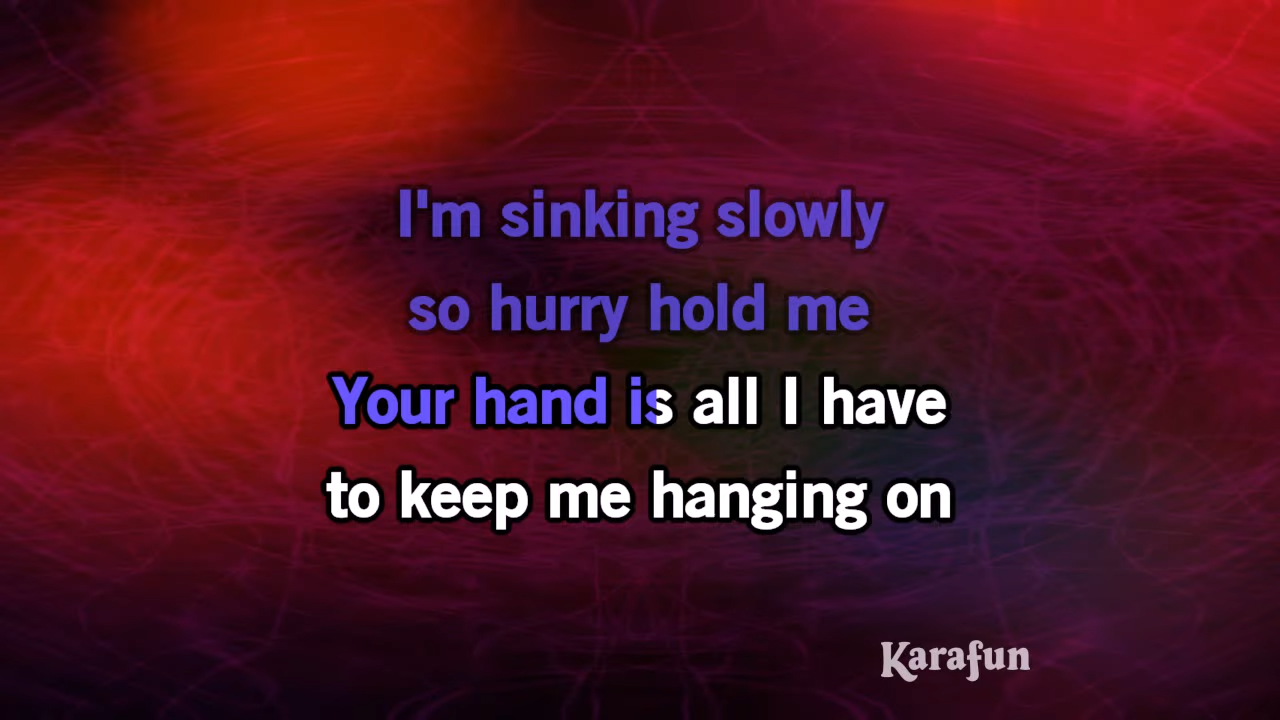 I'm sinking slowly
so hurry hold me
Your hand is all I have
to keep me hanging on
Karafun